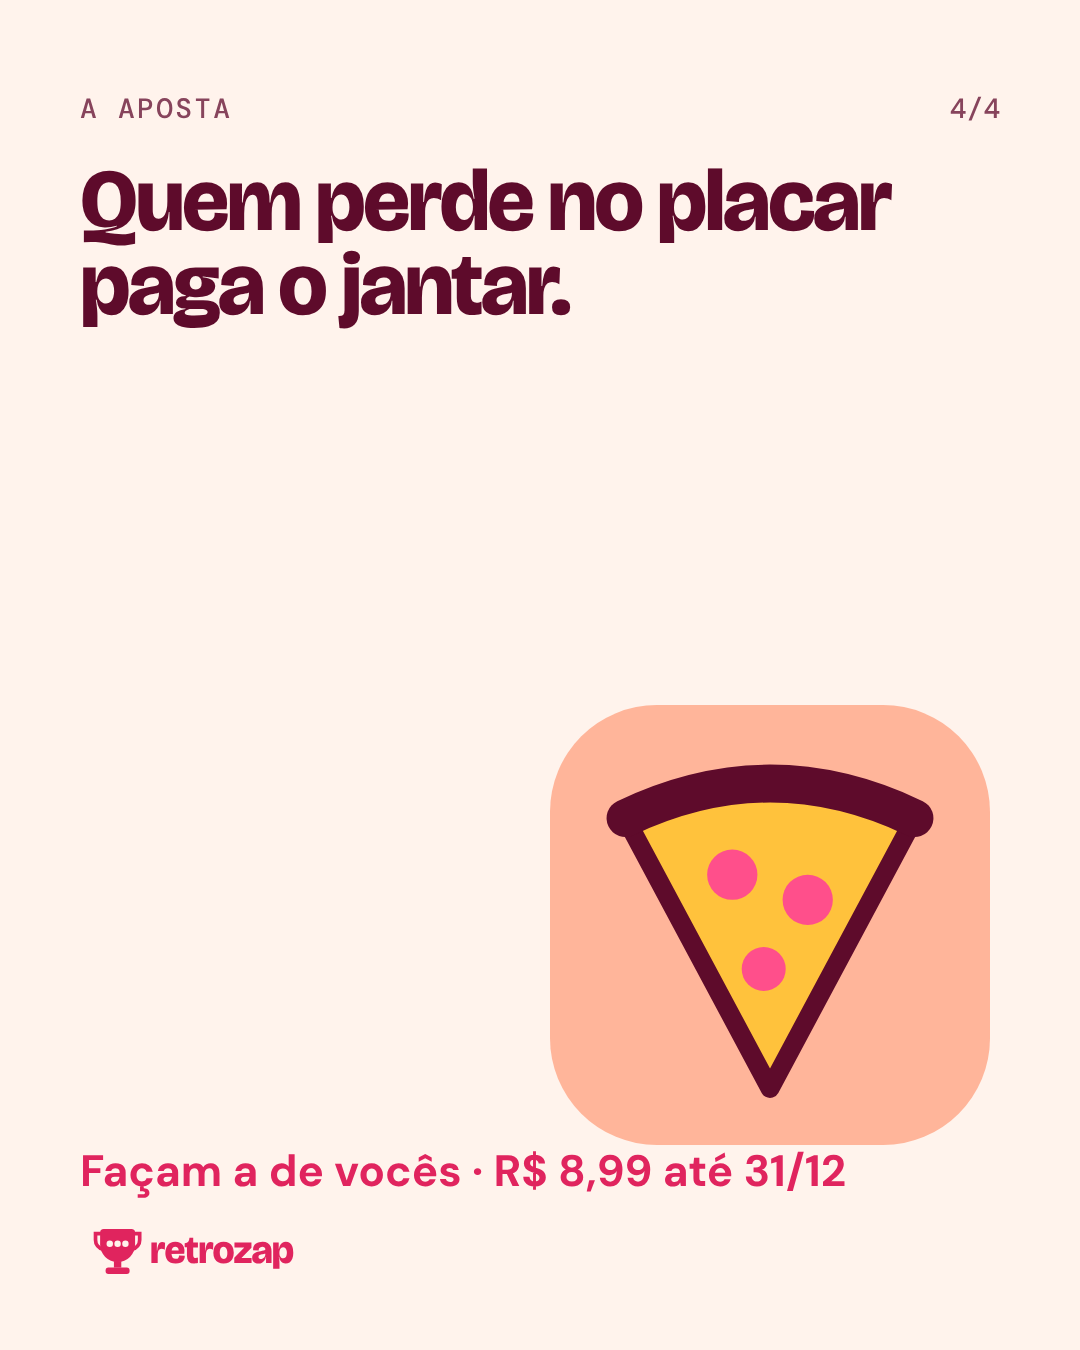 A APOSTA
4/4
Quem perde no placar
paga o jantar.
Façam a de vocês · R$ 8,99 até 31/12
retrozap